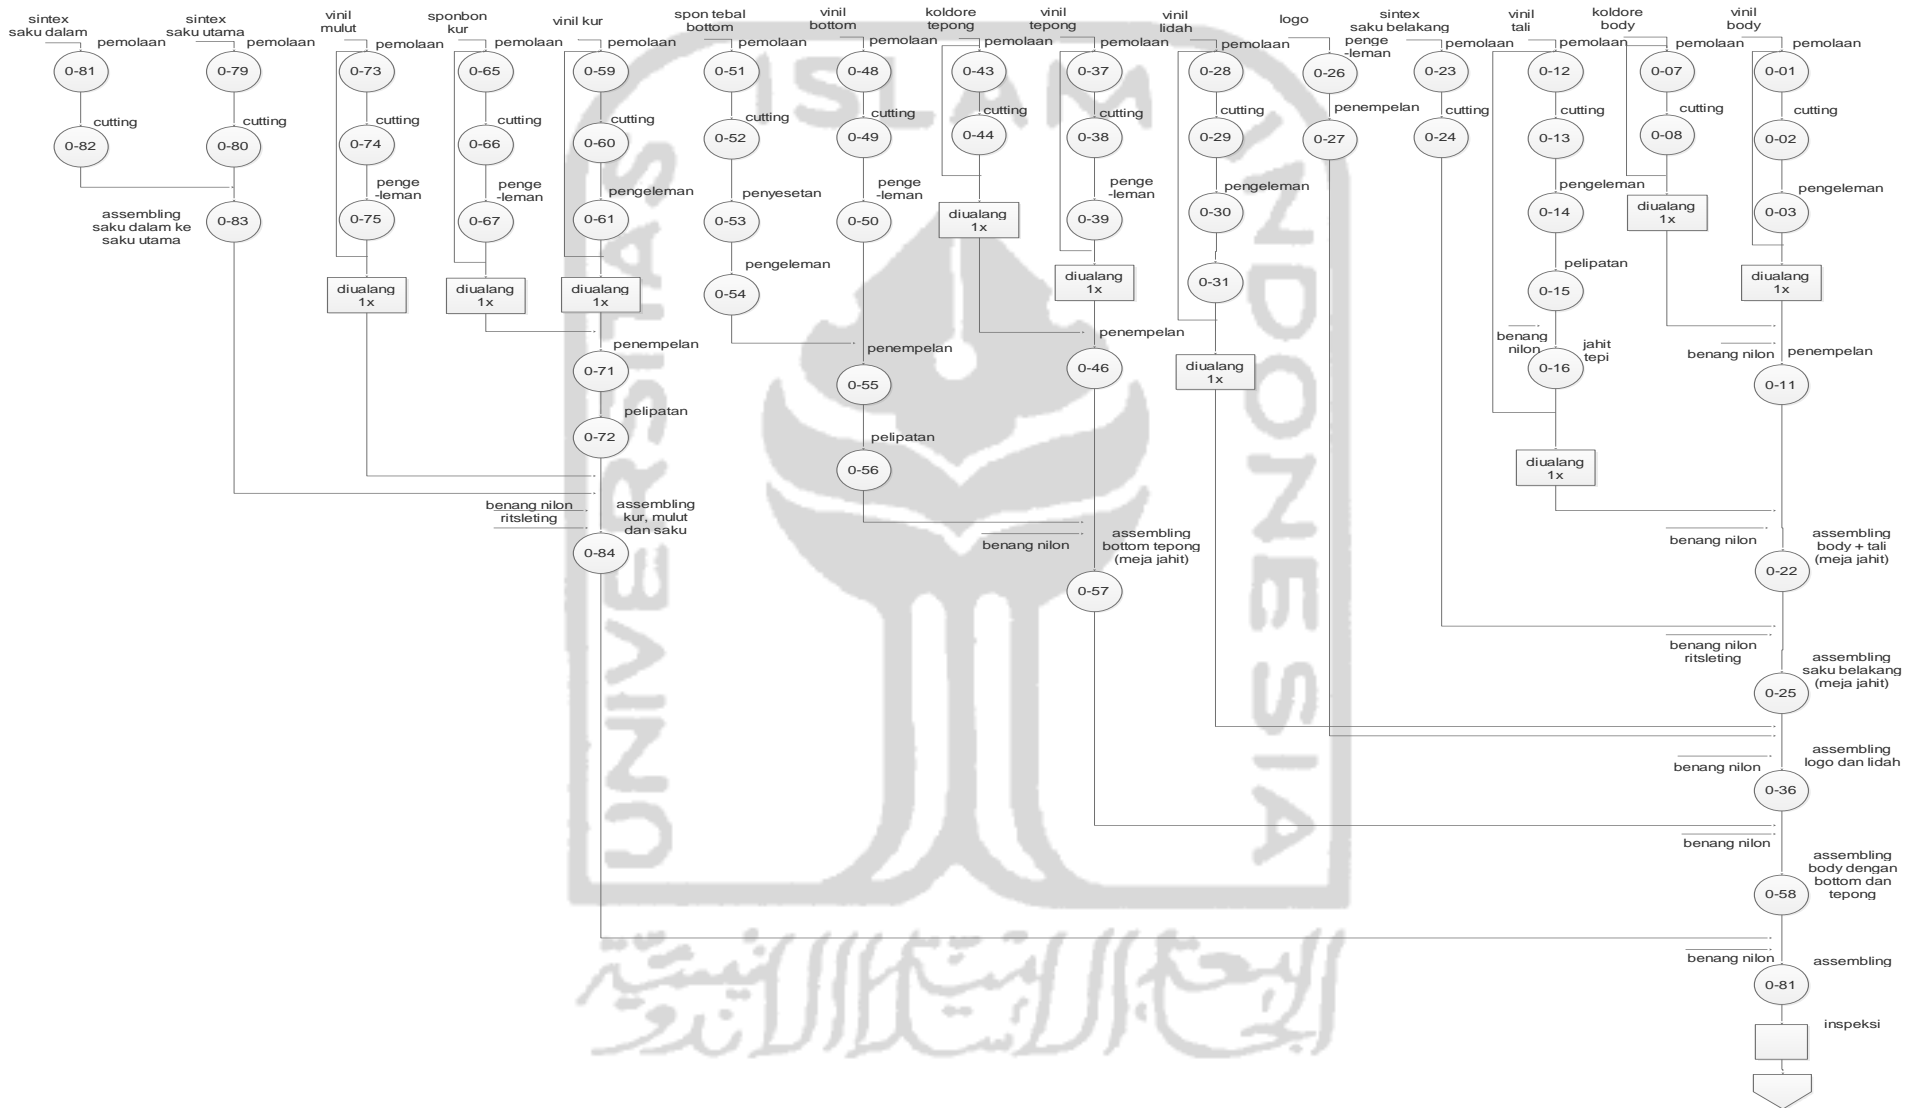 sintex
saku dalam
pemolaan
0-81
cutting
0-82
sintex
saku utama
pemolaan
0-79
cutting
0-80
assembling
saku dalam ke
saku utama
0-83
vinil
mulut
pemolaan
0-73
cutting
0-74
penge
-leman
0-75
diualang
1x
sponbon
kur
pemolaan
0-65
cutting
0-66
penge
-leman
0-67
diualang
1x
vinil kur
pemolaan
0-59
cutting
0-60
pengeleman
0-61
diualang
1x
penempelan
0-71
pelipatan
0-72
benang nilon
ritsleting
assembling
kur, mulut
dan saku
0-84
spon tebal
bottom
pemolaan
0-51
cutting
0-52
penyesetan
0-53
pengeleman
0-54
vinil
bottom
pemolaan
0-48
cutting
0-49
penge
-leman
0-50
penempelan
0-55
pelipatan
0-56
koldore
tepong
pemolaan
0-43
cutting
0-44
diualang
1x
vinil
tepong
pemolaan
0-37
cutting
0-38
penge
-leman
0-39
diualang
1x
penempelan
0-46
benang nilon
assembling
bottom tepong
(meja jahit)
0-57
vinil
lidah
pemolaan
0-28
cutting
0-29
pengeleman
0-30
0-31
diualang
1x
logo
penge
-leman
0-26
penempelan
0-27
sintex
saku belakang
pemolaan
0-23
cutting
0-24
vinil
tali
pemolaan
0-12
cutting
0-13
pengeleman
0-14
pelipatan
0-15
benang
nilon
jahit
tepi
0-16
diualang
1x
koldore
body
pemolaan
0-07
cutting
0-08
diualang
1x
vinil
body
pemolaan
0-01
cutting
0-02
pengeleman
0-03
diualang
1x
benang nilon
penempelan
0-11
benang nilon
assembling
body + tali
(meja jahit)
0-22
benang nilon
ritsleting
assembling
saku belakang
(meja jahit)
0-25
benang nilon
assembling
logo dan lidah
0-36
benang nilon
assembling
body dengan
bottom dan
tepong
0-58
benang nilon
assembling
0-81
inspeksi
UNIVERSITAS
ISLAM
INDONESIA